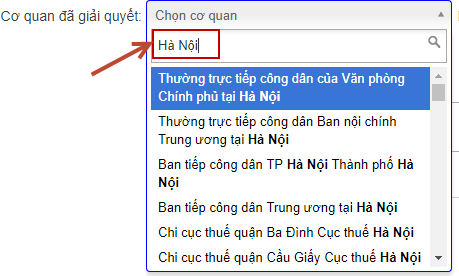 Cơ quan đã giải quyết: Chọn cơ quan
Hà Nội
Thường trực tiếp công dân của Văn phòng
Chính phủ tại Hà Nội
Thường trực tiếp công dân Ban nội chính
Trung ương tại Hà Nội
Ban tiếp công dân TP Hà Nội Thành phố Hà
Nội
Ban tiếp công dân Trung ương tại Hà Nội
Chi cục thuế quận Ba Đình Cục thuế Hà Nội
Chi cục thuế quận Cầu Giấy Cục thuế Hà Nội